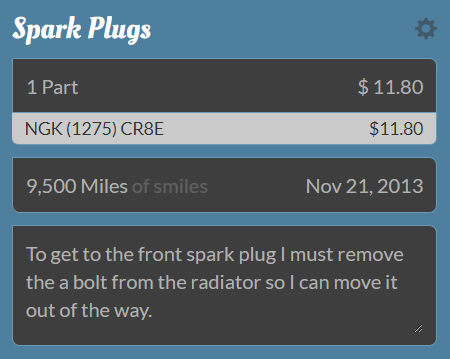 Spark Plugs
1 Part $ 11.80
NGK (1275) CR8E $11.80
9,500 Miles of smiles Nov 21, 2013
To get to the front spark plug I must remove
the a bolt from the radiator so I can move it
out of the way.